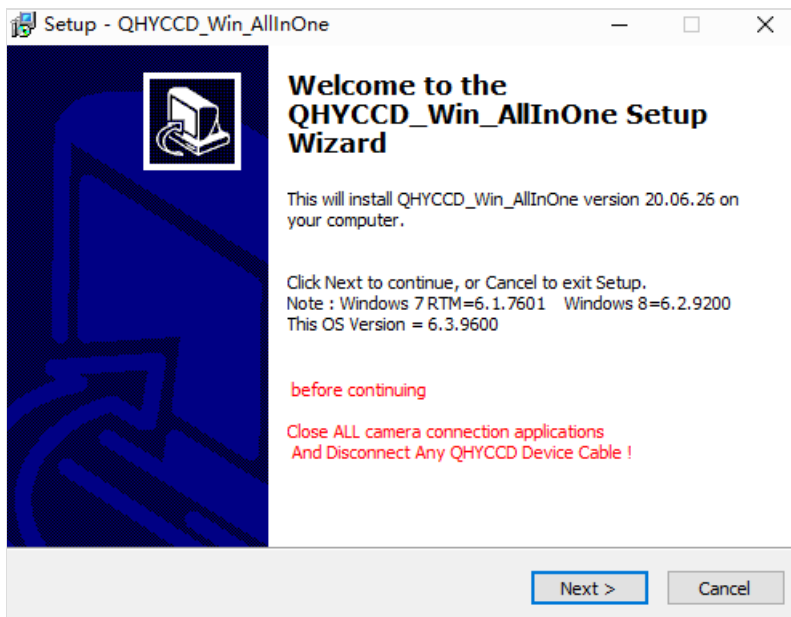 Setup - QHYCCD_Win_AllInOne
Welcome to the
QHYCCD_Win_AllInOne Setup
Wizard
This will install QHYCCD_Win_AllInOne version 20.06.26 on
your computer.
Click Next to continue, or Cancel to exit Setup.
Note : Windows 7 RTM=6.1.7601 Windows 8=6.2.9200
This OS Version = 6.3.9600
before continuing
Close ALL camera connection applications
And Disconnect Any QHYCCD Device Cable !
Next > Cancel